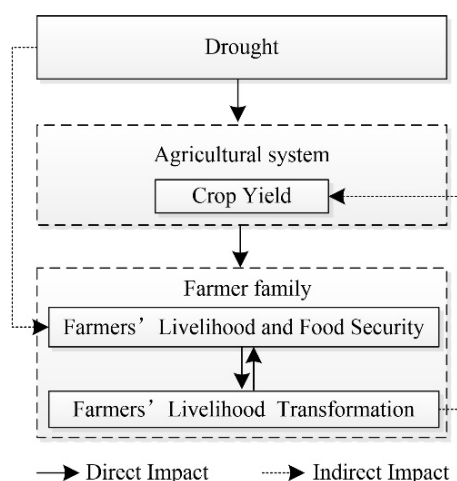 Drought
Agricultural system
Crop Yield
Farmer family
Farmers’ Livelihood and Food Security
Farmers’ Livelihood Transformation
Direct Impact
Indirect Impact